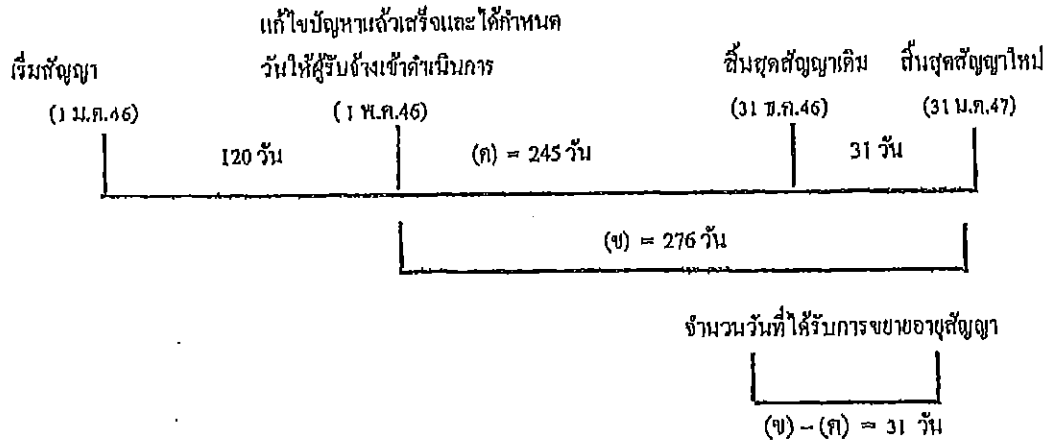 แก้ไขปัญหาแล้วเสร็จและได้กำหนด
เริ่มสัญญา วันให้ผู้รับจ้างเข้าดำเนินการ สิ้นสุดสัญญาเดิม สิ้นสุดสัญญาใหม่
(1 ม.ค.46) (1 พ.ค.46) (31 ธ.ค.46) (31 ม.ค.47)
120 วัน (ค) = 245 วัน 31 วัน
(ข) = 276 วัน
จำนวนวันที่ได้รับการขยายอายุสัญญา
(ข) – (ค) = 31 วัน